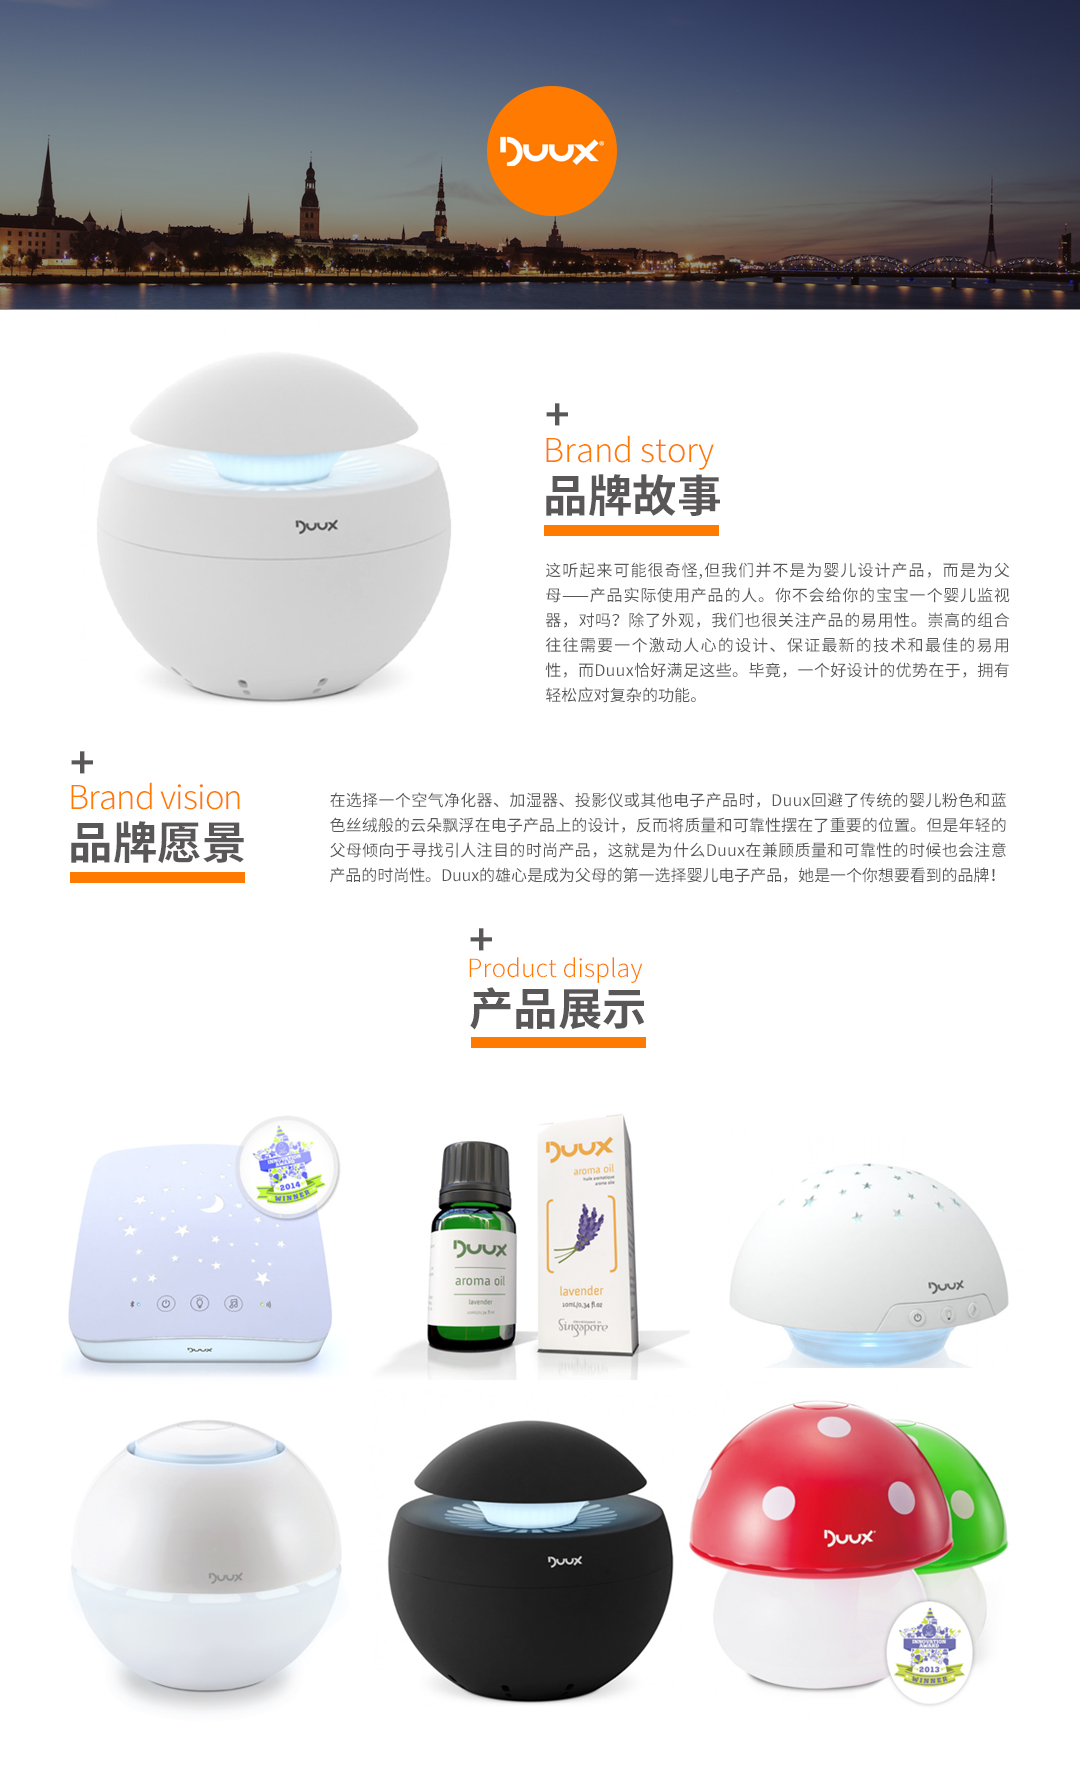 Duux
Duux
+
Brand story
品牌故事
这听起来可能很奇怪,但我们并不是为婴儿设计产品，而是为父
母——产品实际使用产品的人。你不会给你的宝宝一个婴儿监视
器，对吗？除了外观，我们也很关注产品的易用性。崇高的组合
往往需要一个激动人心的设计、保证最新的技术和最佳的易用
性，而Duux恰好满足这些。毕竟，一个好设计的优势在于，拥有
轻松应对复杂的功能。
+
Brand vision
品牌愿景
在选择一个空气净化器、加湿器、投影仪或其他电子产品时，Duux回避了传统的婴儿粉色和蓝
色丝绒般的云朵飘浮在电子产品上的设计，反而将质量和可靠性摆在了重要的位置。但是年轻的
父母倾向于寻找引人注目的时尚产品，这就是为什么Duux在兼顾质量和可靠性的时候也会注意
产品的时尚性。Duux的雄心是成为父母的第一选择婴儿电子产品，她是一个你想要看到的品牌！
+
Product display
产品展示
INNOVATION
AWARD
2014
WINNER
Duux
Duux
aroma oil
lavender
Duux
aroma oil
lavender
10ml/0.34 fl.oz
Singapore
Duux
Duux
Duux
Duux
INNOVATION
AWARD
2013
WINNER